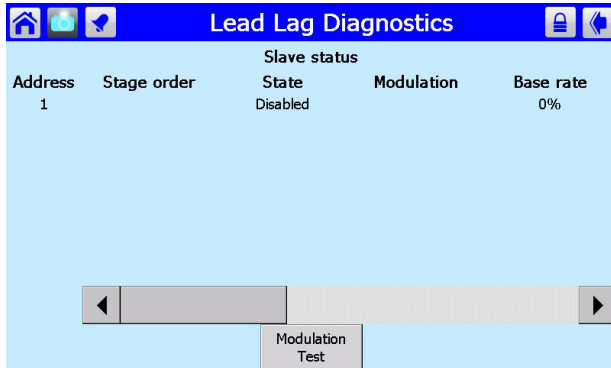 Lead Lag Diagnostics
Slave status
Address Stage order State Modulation Base rate
1 Disabled 0%
Modulation
Test